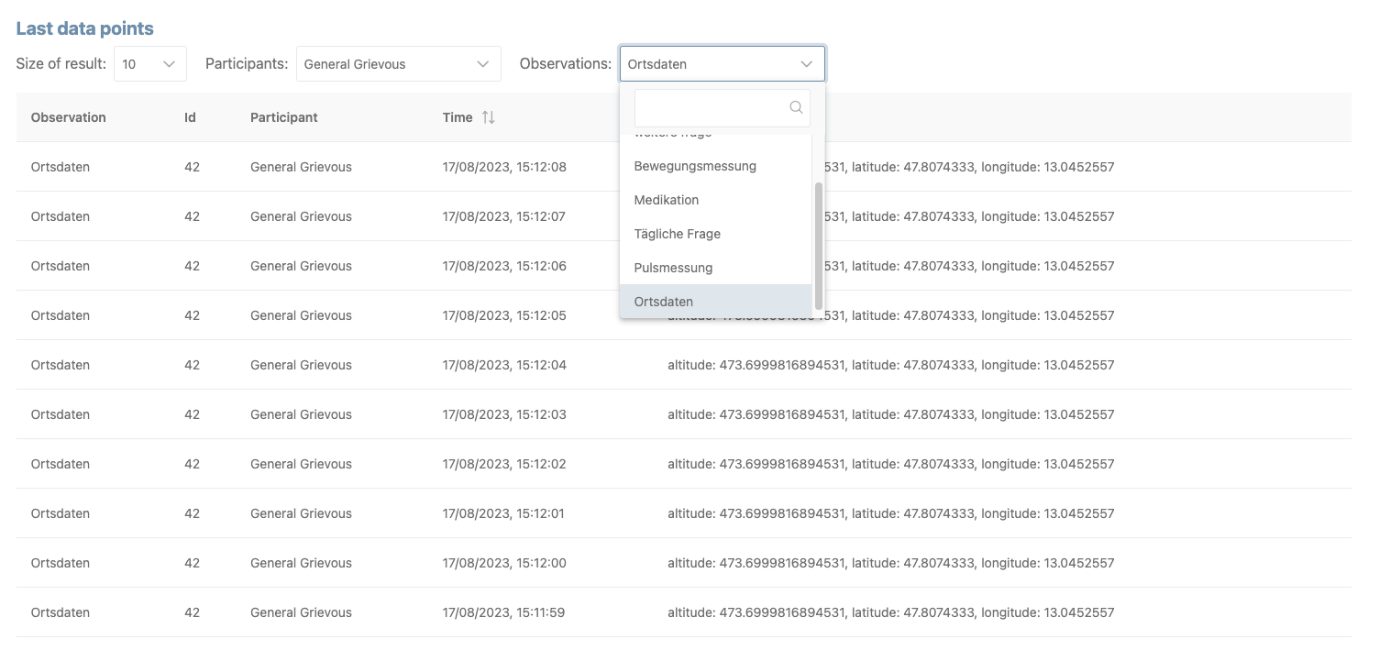 Last data points
Size of result: 10 Participants: General Grievous Observations: Ortsdaten
Observation Id Participant Time
Ortsdaten 42 General Grievous 17/08/2023, 15:12:08 531, latitude: 47.8074333, longitude: 13.0452557
Bewegungsmessung
Medikation
Ortsdaten 42 General Grievous 17/08/2023, 15:12:07 531, latitude: 47.8074333, longitude: 13.0452557
Tägliche Frage
Ortsdaten 42 General Grievous 17/08/2023, 15:12:06 531, latitude: 47.8074333, longitude: 13.0452557
Pulsmessung
Ortsdaten
Ortsdaten 42 General Grievous 17/08/2023, 15:12:05 531, latitude: 47.8074333, longitude: 13.0452557
Ortsdaten 42 General Grievous 17/08/2023, 15:12:04 altitude: 473.6999816894531, latitude: 47.8074333, longitude: 13.0452557
Ortsdaten 42 General Grievous 17/08/2023, 15:12:03 altitude: 473.6999816894531, latitude: 47.8074333, longitude: 13.0452557
Ortsdaten 42 General Grievous 17/08/2023, 15:12:02 altitude: 473.6999816894531, latitude: 47.8074333, longitude: 13.0452557
Ortsdaten 42 General Grievous 17/08/2023, 15:12:01 altitude: 473.6999816894531, latitude: 47.8074333, longitude: 13.0452557
Ortsdaten 42 General Grievous 17/08/2023, 15:12:00 altitude: 473.6999816894531, latitude: 47.8074333, longitude: 13.0452557
Ortsdaten 42 General Grievous 17/08/2023, 15:11:59 altitude: 473.6999816894531, latitude: 47.8074333, longitude: 13.0452557